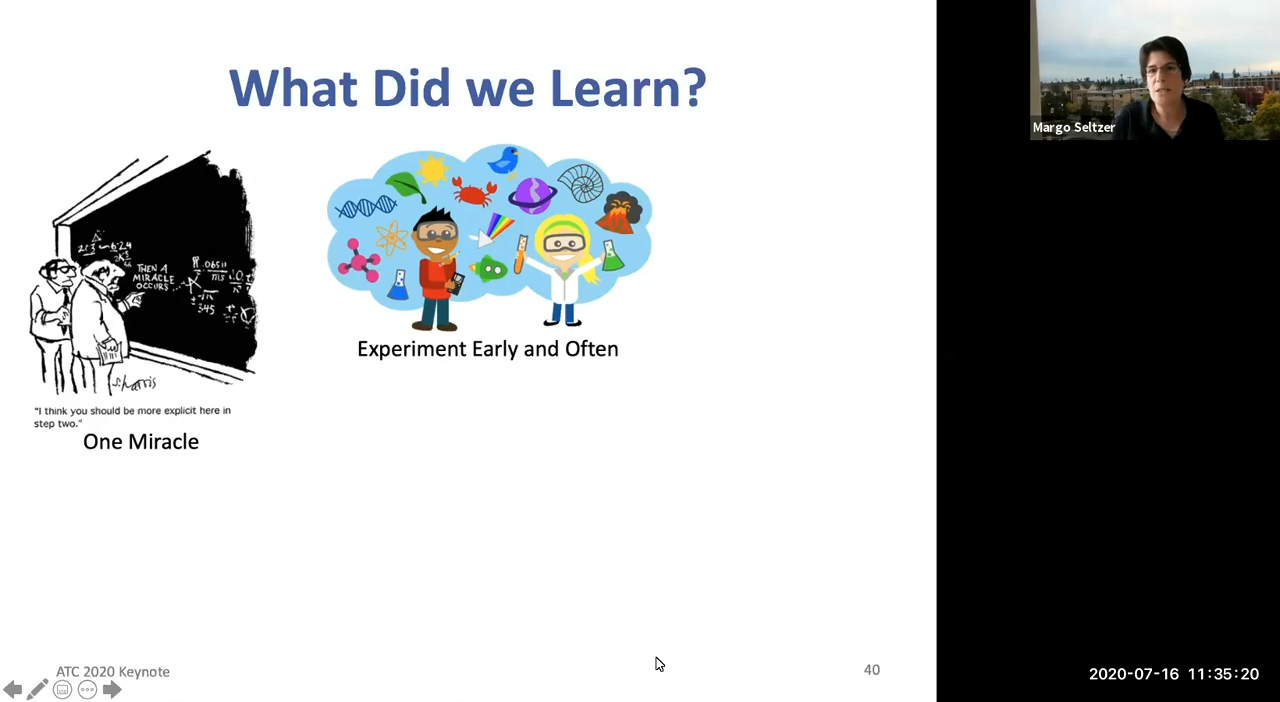 What Did we Learn?
Margo Seltzer
THEN A
MIRACLE
OCCURS...
Experiment Early and Often
"I think you should be more explicit here in
step two."
One Miracle
ATC 2020 Keynote
40
2020-07-16 11:35:20